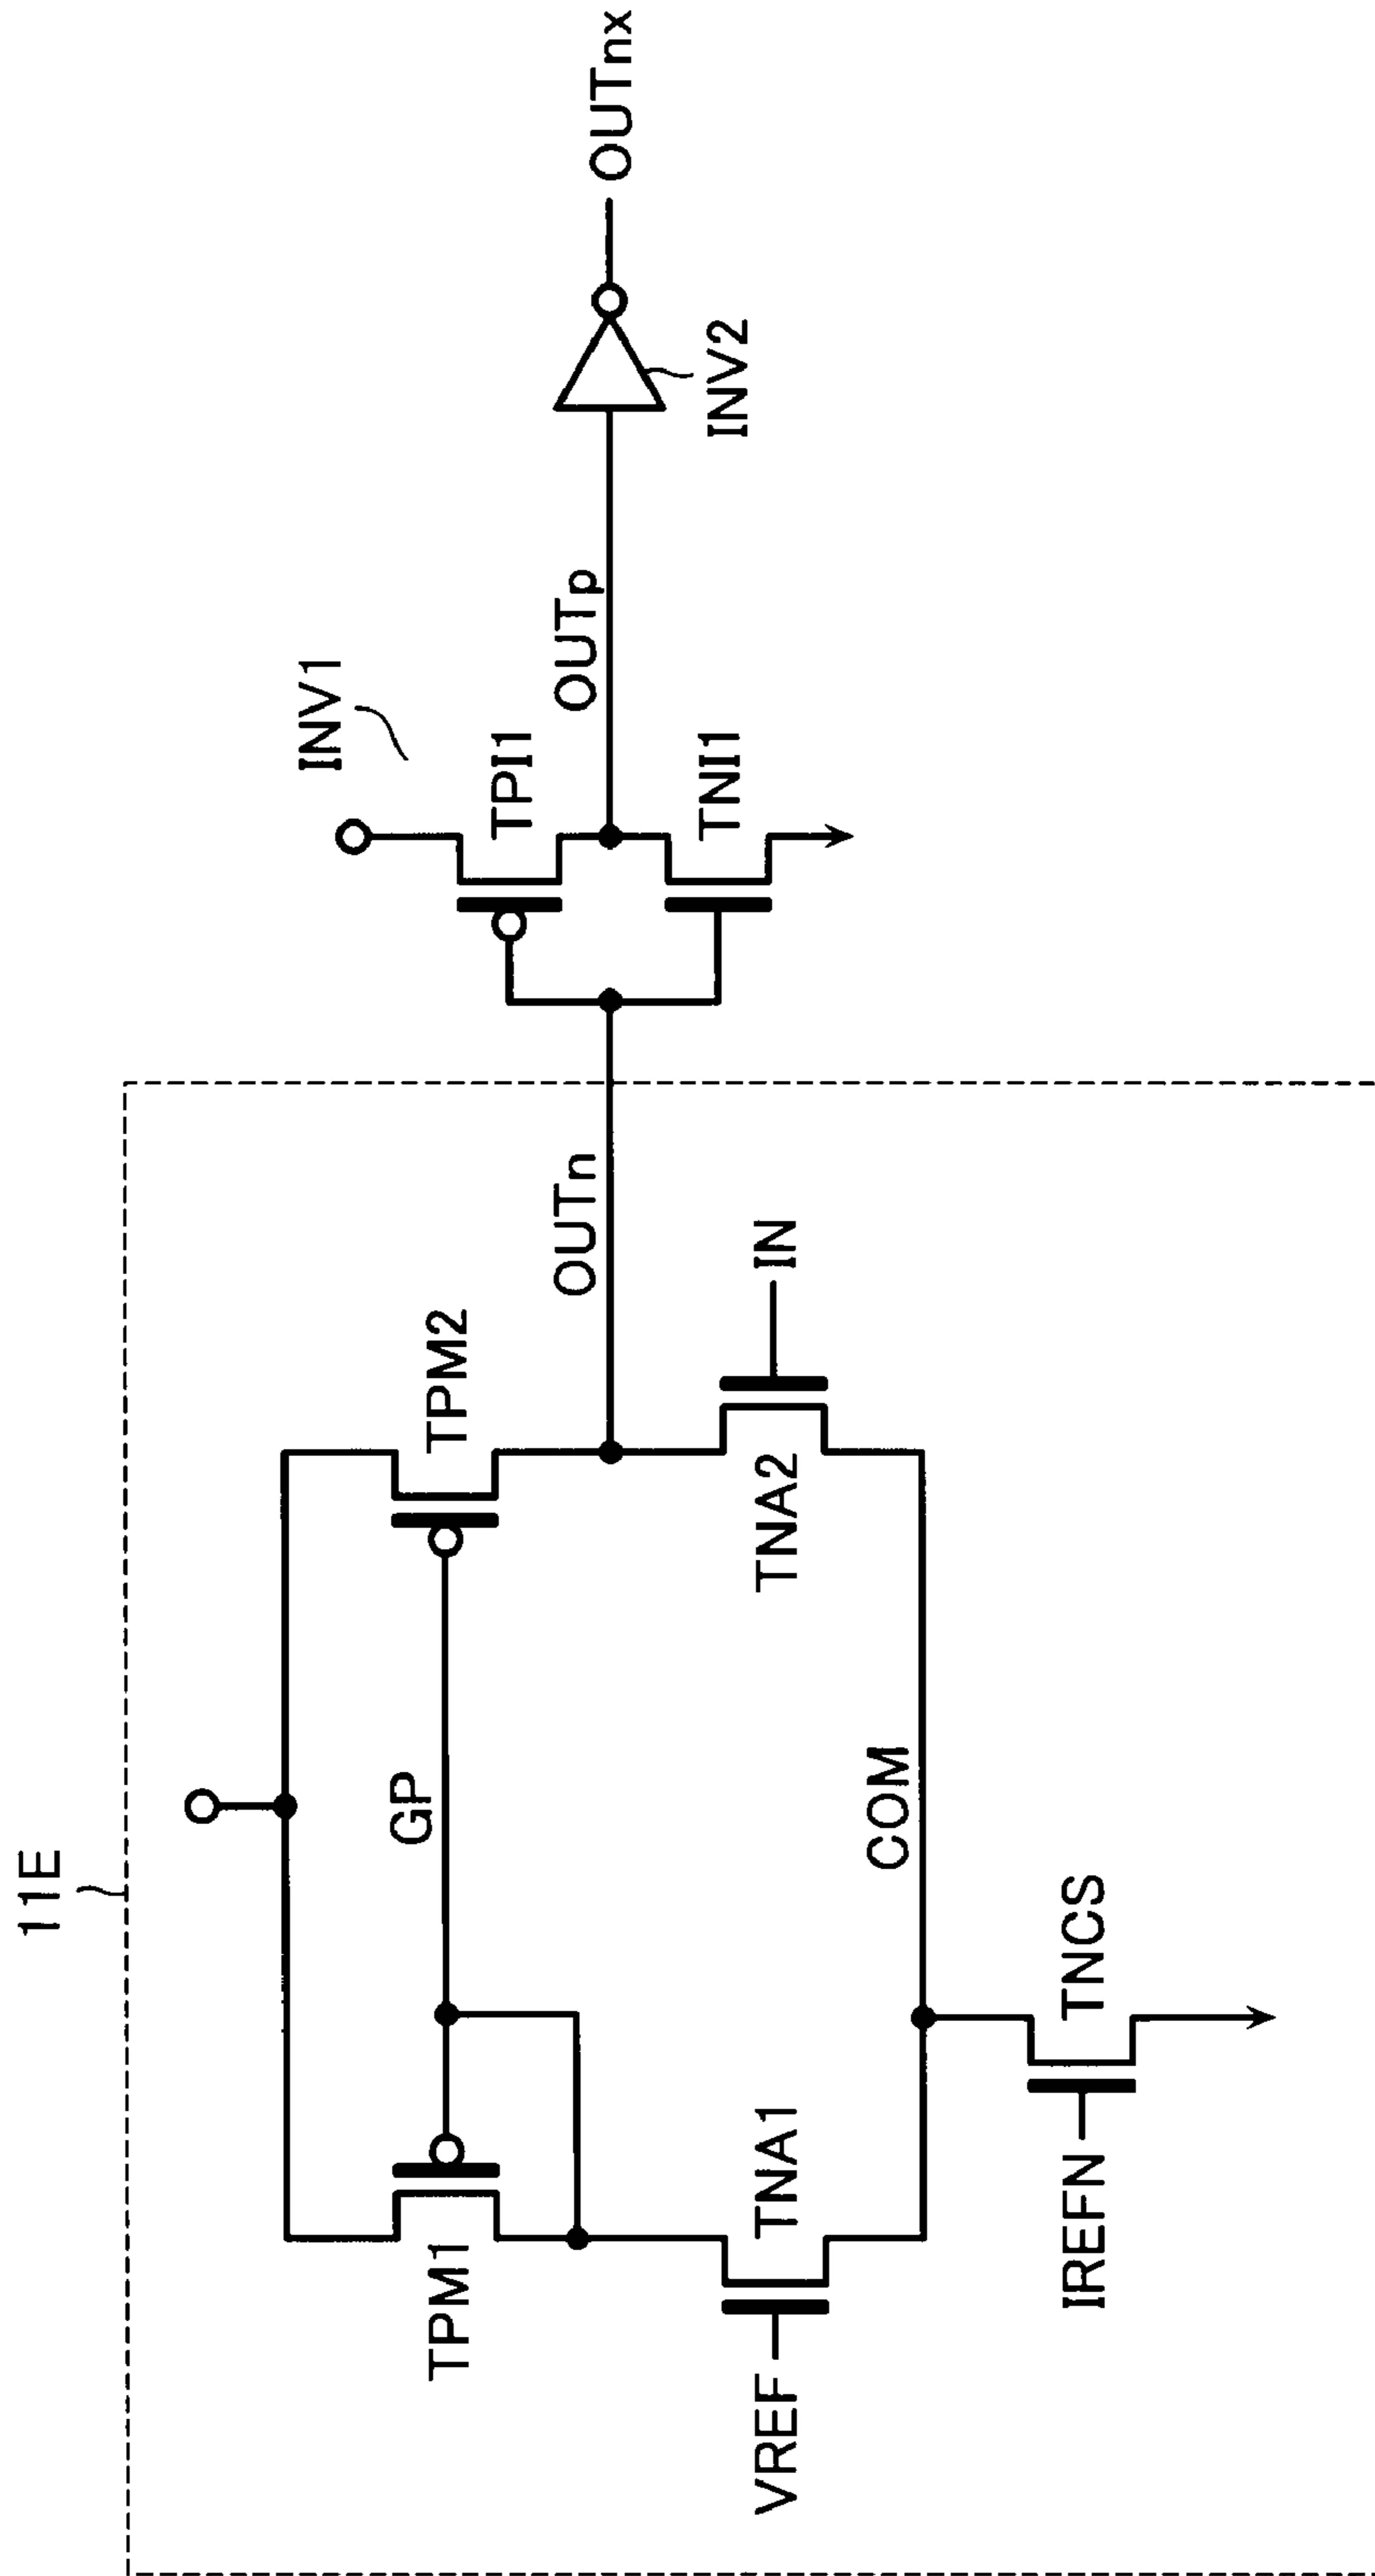 11E
INV1
TPM1
GP
TPM2
TPI1
OUTn
OUTp
OUTnx
VREF
TNA1
TNA2
IN
TNI1
INV2
COM
IREFN
TNCS